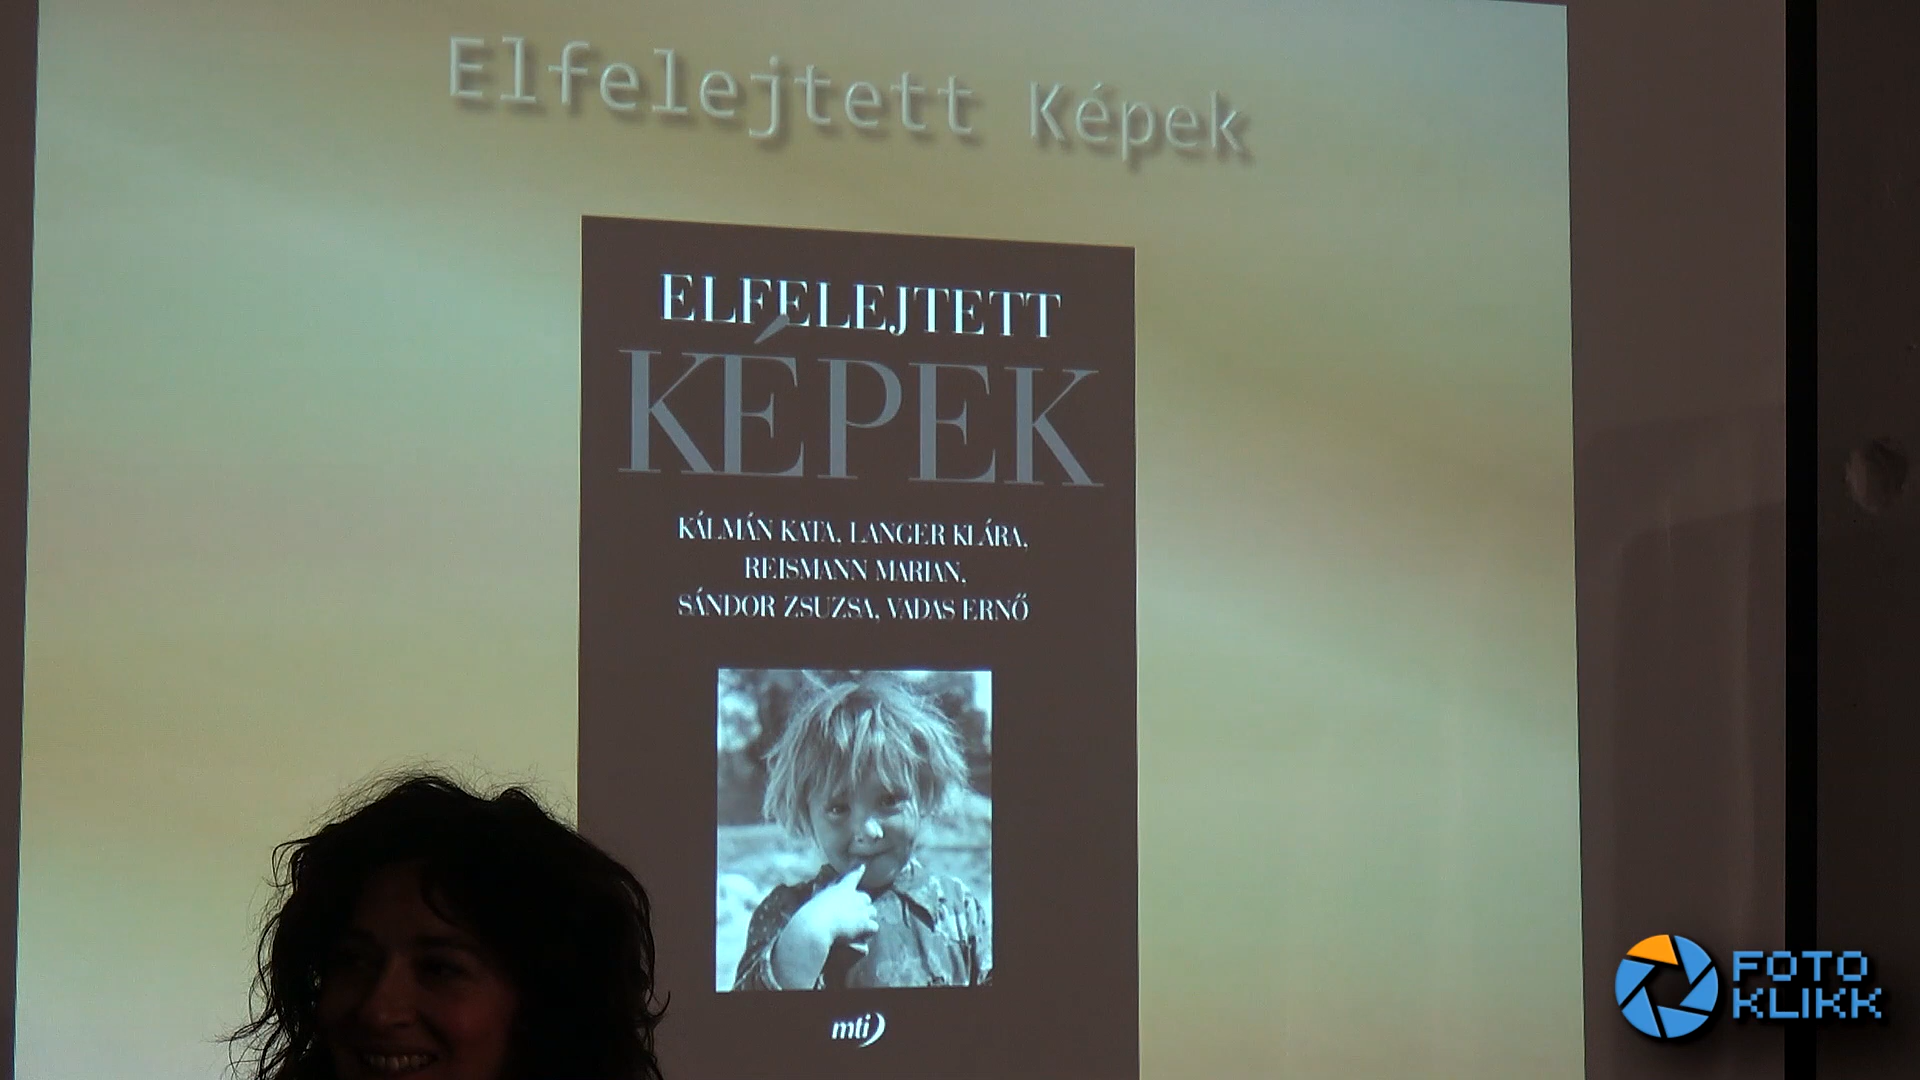 Elfelejtett Képek
ELFELEJTETT
KÉPEK
KÁLMÁN KATA, LANGER KLÁRA,
REISMANN MARIAN,
SÁNDOR ZSUZSA, VADAS ERNŐ
mti
FOTO
KLIKK